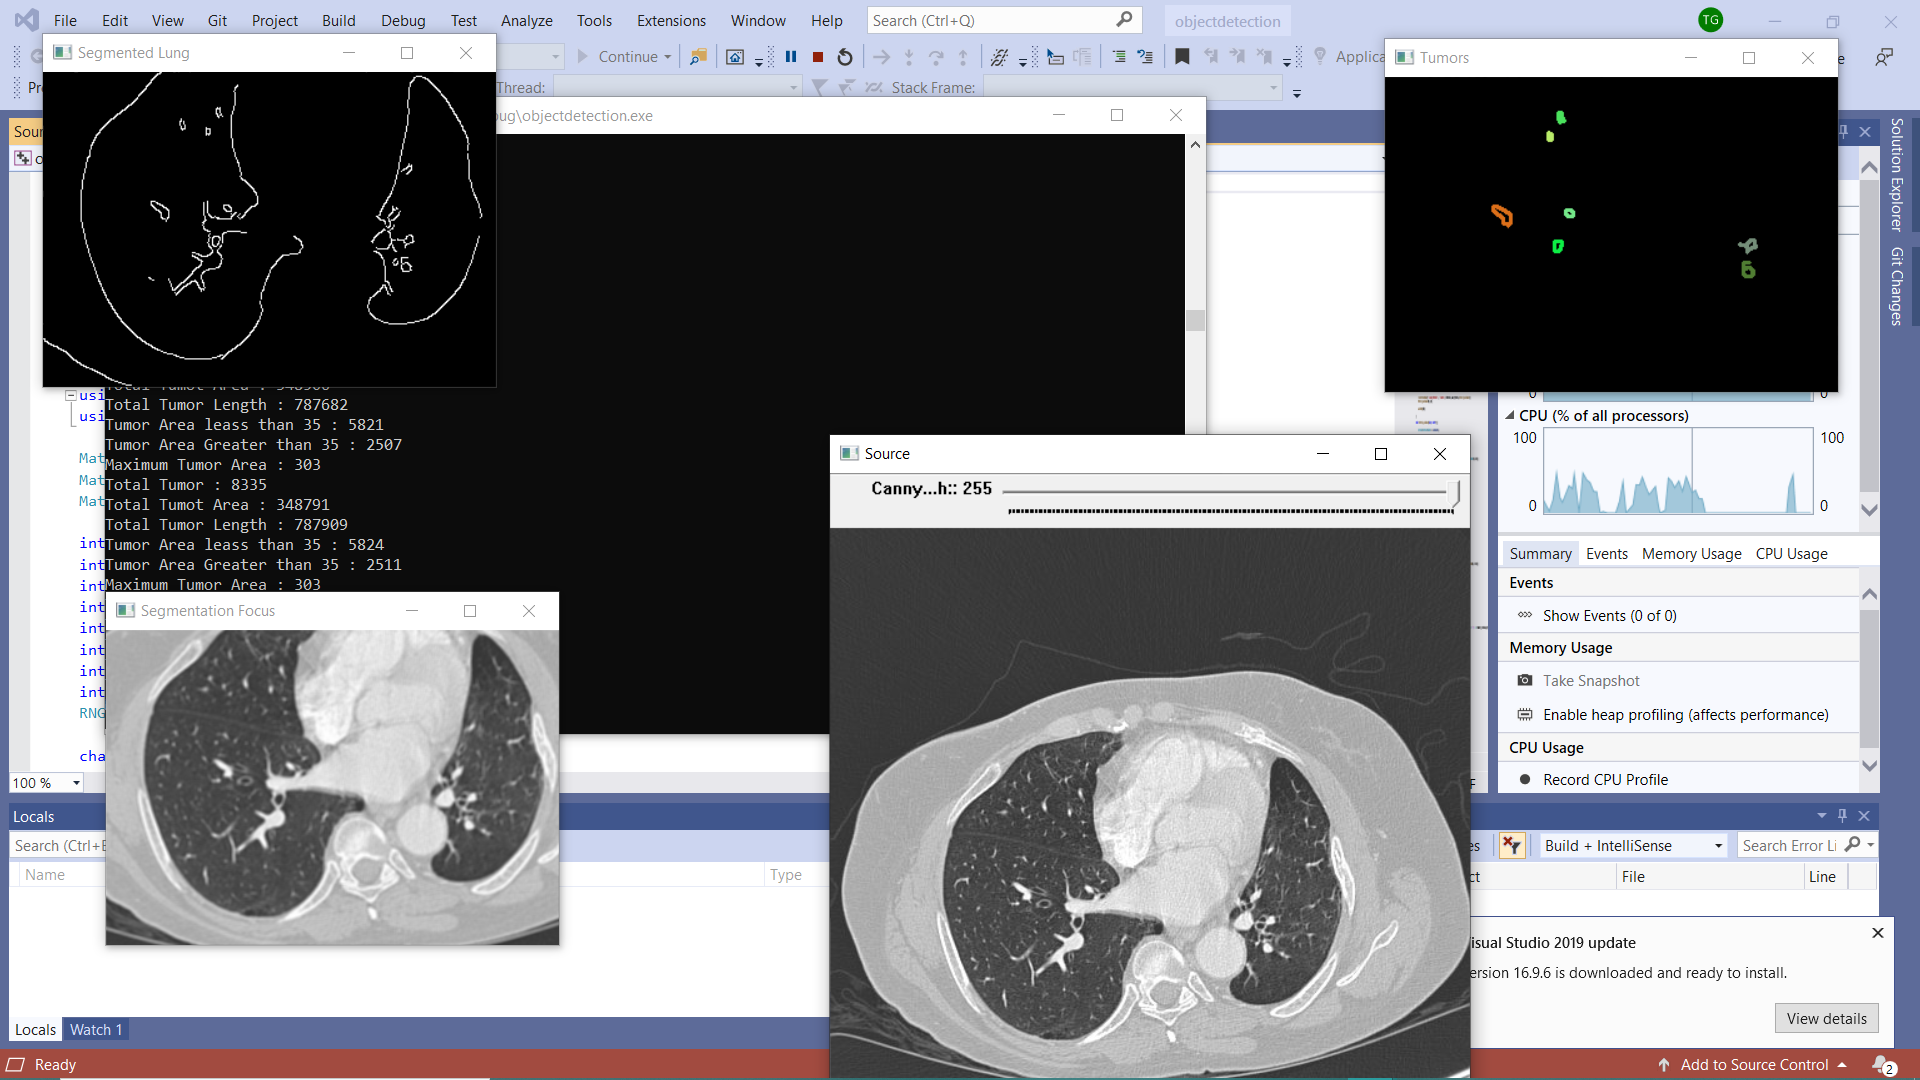 File Edit View Git Project Build Debug Test Analyze Tools Extensions Window Help Search (Ctrl+Q) objectdetection TG
Segmented Lung
Continue
Tumors
Thread:
Stack Frame:
ug\objectdetection.exe
Solution Explorer
Git Changes
Total Tumot Area : 348900
Total Tumor Length : 787682
Tumor Area leass than 35 : 5821
Tumor Area Greater than 35 : 2507
Maximum Tumor Area : 303
Total Tumor : 8335
Total Tumot Area : 348791
Total Tumor Length : 787909
Tumor Area leass than 35 : 5824
Tumor Area Greater than 35 : 2511
Maximum Tumor Area : 303
usi
usi
Mat
Mat
Mat
int
int
int
int
int
int
int
int
RNG
cha
Segmentation Focus
Source
Canny...h:: 255
0 0
CPU (% of all processors)
100 100
0 0
Summary Events Memory Usage CPU Usage
Events
Show Events (0 of 0)
Memory Usage
Take Snapshot
Enable heap profiling (affects performance)
CPU Usage
Record CPU Profile
100 %
Locals
Search (Ctrl+E
Name Type
Build + IntelliSense Search Error Li
File Line
isual Studio 2019 update
ersion 16.9.6 is downloaded and ready to install.
View details
Locals Watch 1
Ready
Add to Source Control 2